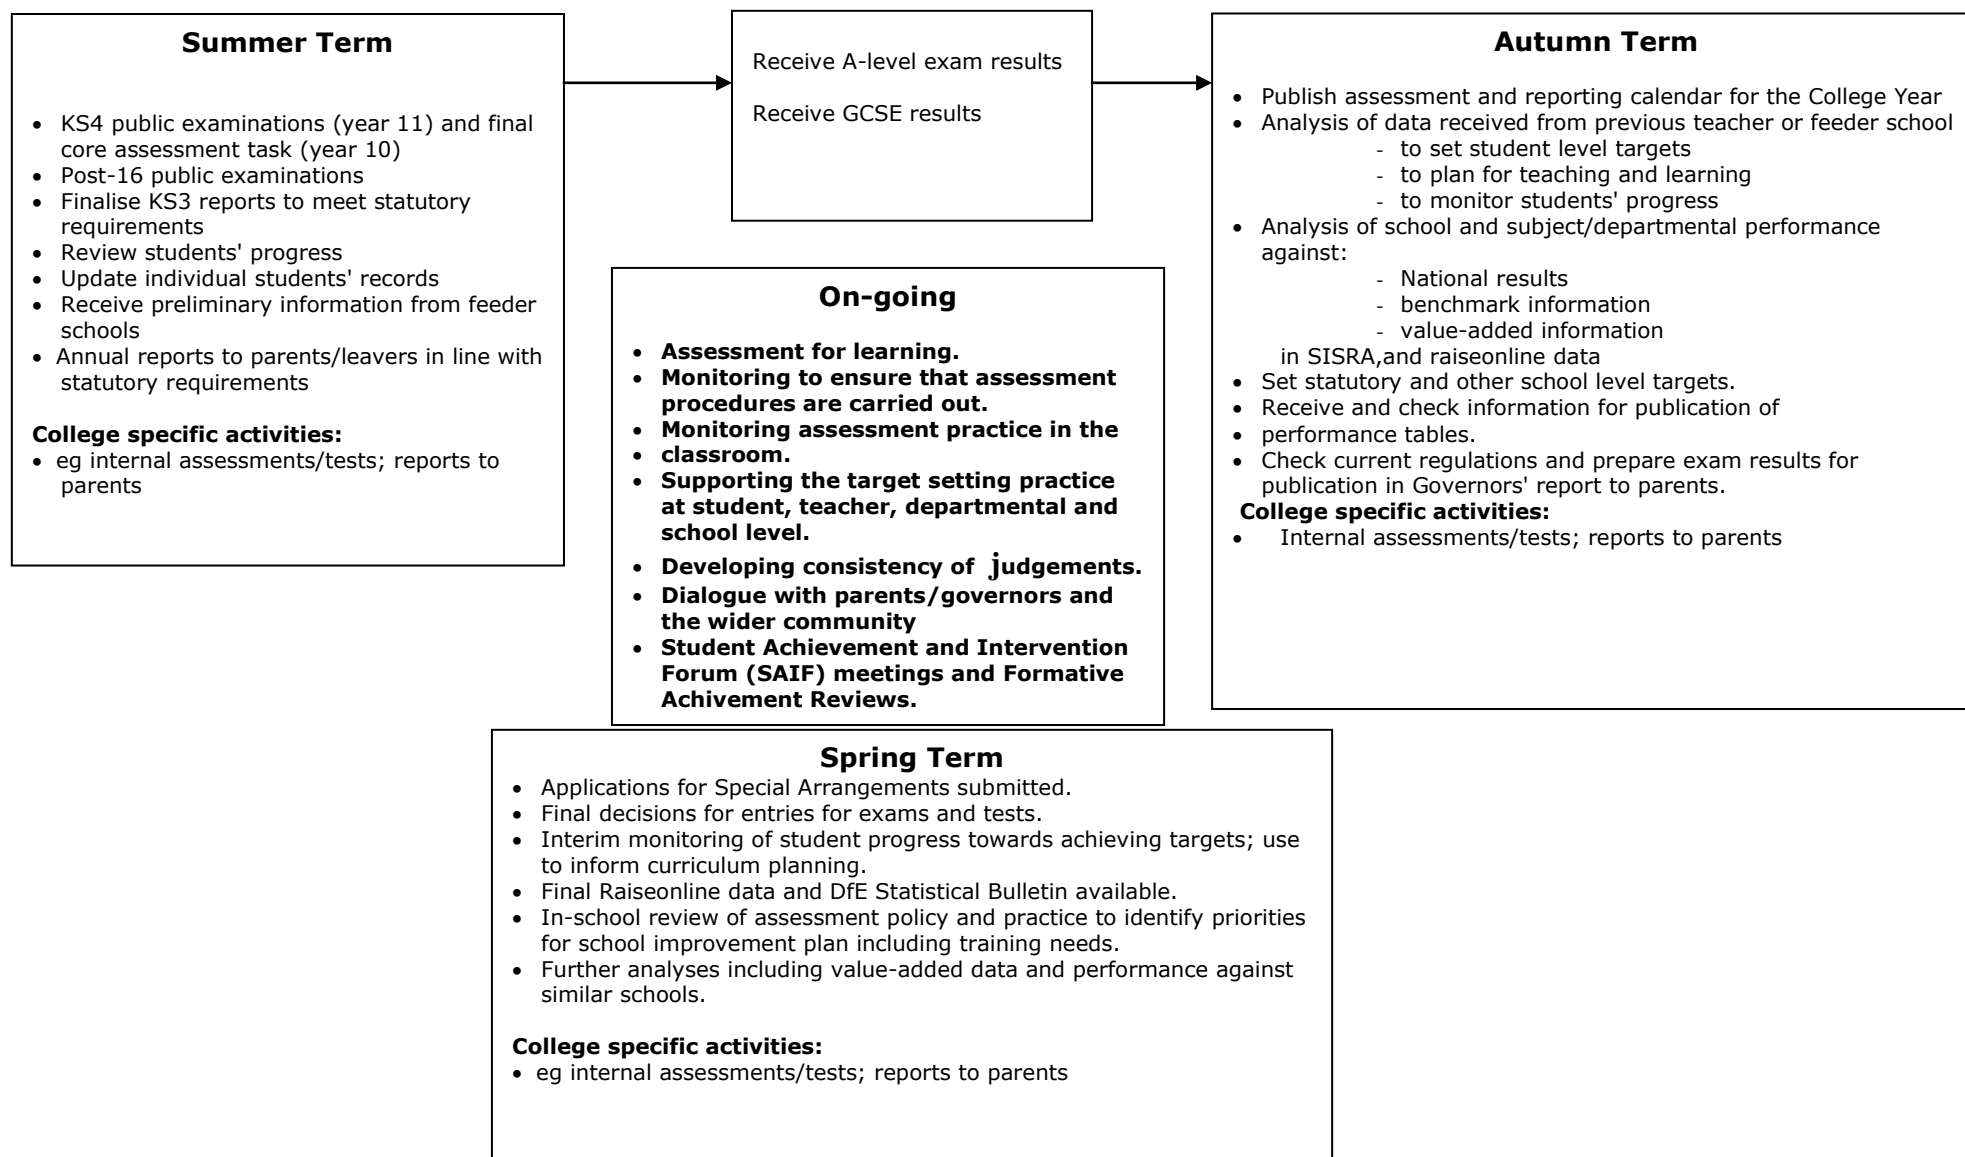 Summer Term
• KS4 public examinations (year 11) and final
core assessment task (year 10)
• Post-16 public examinations
• Finalise KS3 reports to meet statutory
requirements
• Review students' progress
• Update individual students' records
• Receive preliminary information from feeder
schools
• Annual reports to parents/leavers in line with
statutory requirements
College specific activities:
• eg internal assessments/tests; reports to
parents
Receive A-level exam results
Receive GCSE results
Autumn Term
• Publish assessment and reporting calendar for the College Year
• Analysis of data received from previous teacher or feeder school
- to set student level targets
- to plan for teaching and learning
- to monitor students' progress
• Analysis of school and subject/departmental performance
against:
- National results
- benchmark information
- value-added information
in SISRA,and raiseonline data
• Set statutory and other school level targets.
• Receive and check information for publication of
• performance tables.
• Check current regulations and prepare exam results for
publication in Governors' report to parents.
College specific activities:
• Internal assessments/tests; reports to parents
On-going
• Assessment for learning.
• Monitoring to ensure that assessment
procedures are carried out.
• Monitoring assessment practice in the
• classroom.
• Supporting the target setting practice
at student, teacher, departmental and
school level.
• Developing consistency of judgements.
• Dialogue with parents/governors and
the wider community
• Student Achievement and Intervention
Forum (SAIF) meetings and Formative
Achivement Reviews.
Spring Term
• Applications for Special Arrangements submitted.
• Final decisions for entries for exams and tests.
• Interim monitoring of student progress towards achieving targets; use
to inform curriculum planning.
• Final Raiseonline data and DfE Statistical Bulletin available.
• In-school review of assessment policy and practice to identify priorities
for school improvement plan including training needs.
• Further analyses including value-added data and performance against
similar schools.
College specific activities:
• eg internal assessments/tests; reports to parents